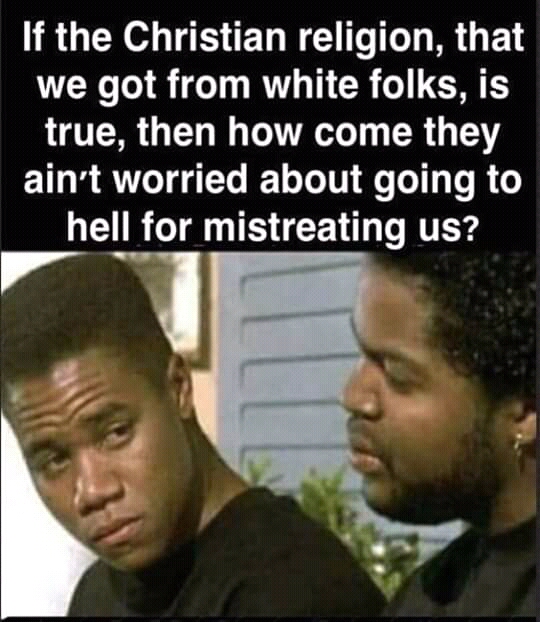 If the Christian religion, that
we got from white folks, is
true, then how come they
ain't worried about going to
hell for mistreating us?